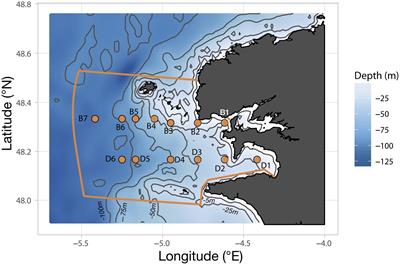 48.8
48.6
48.4
48.2
48.0
Latitude (°N)
B7 B6 B5 B4 B3 B2 B1
D6 D5 D4 D3 D2 D1
-100m
-75m
-50m
-5m
-25m
-5.5 -5.0 -4.5 -4.0
Longitude (°E)
Depth (m)
-25
-50
-75
-100
-125